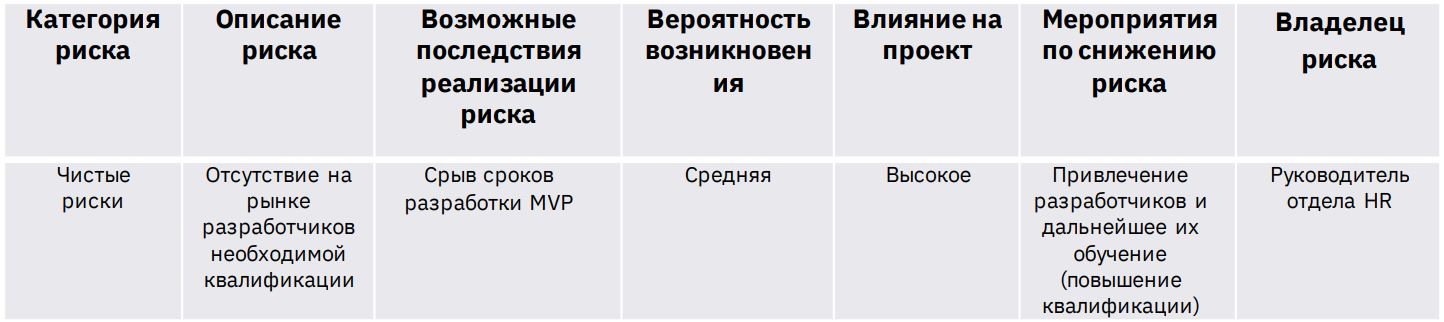 Категория
риска
Описание
риска
Возможные
последствия
реализации
риска
Вероятность
возникновен
ия
Влияние на
проект
Мероприятия
по снижению
риска
Владелец
риска
Чистые
риски
Отсутствие на
рынке
разработчиков
необходимой
квалификации
Срыв сроков
разработки MVP
Средняя
Высокое
Привлечение
разработчиков и
дальнейшее их
обучение
(повышение
квалификации)
Руководитель
отдела HR